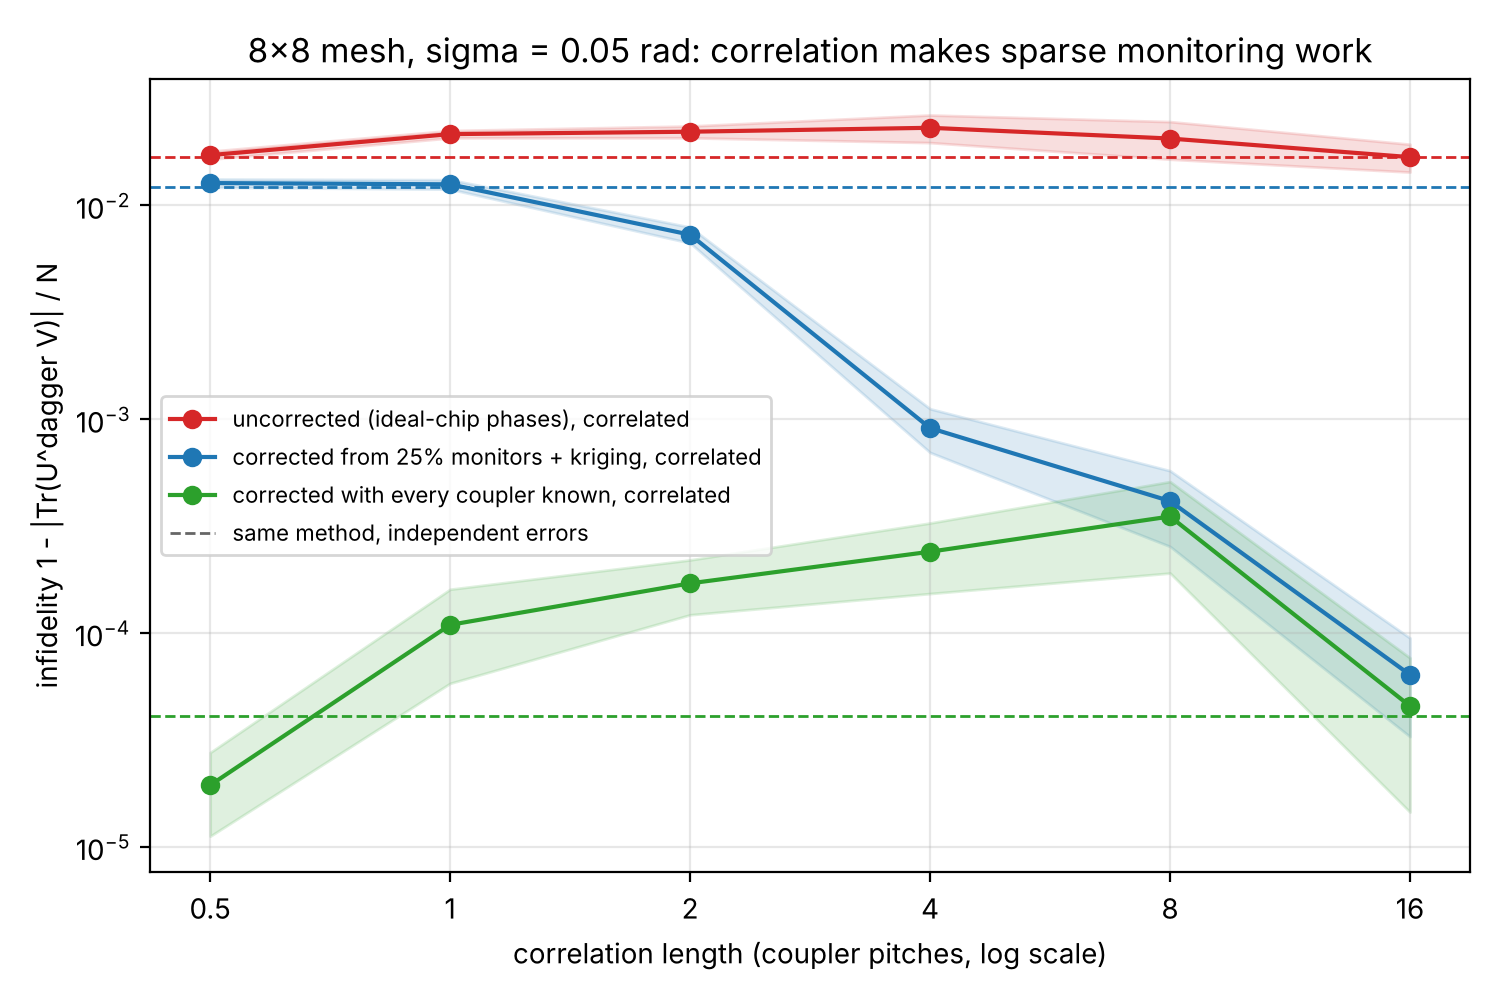 8×8 mesh, sigma = 0.05 rad: correlation makes sparse monitoring work
infidelity 1 - |Tr(U^dagger V)| / N
10⁻²
10⁻³
10⁻⁴
10⁻⁵
uncorrected (ideal-chip phases), correlated
corrected from 25% monitors + kriging, correlated
corrected with every coupler known, correlated
same method, independent errors
0.5 1 2 4 8 16
correlation length (coupler pitches, log scale)